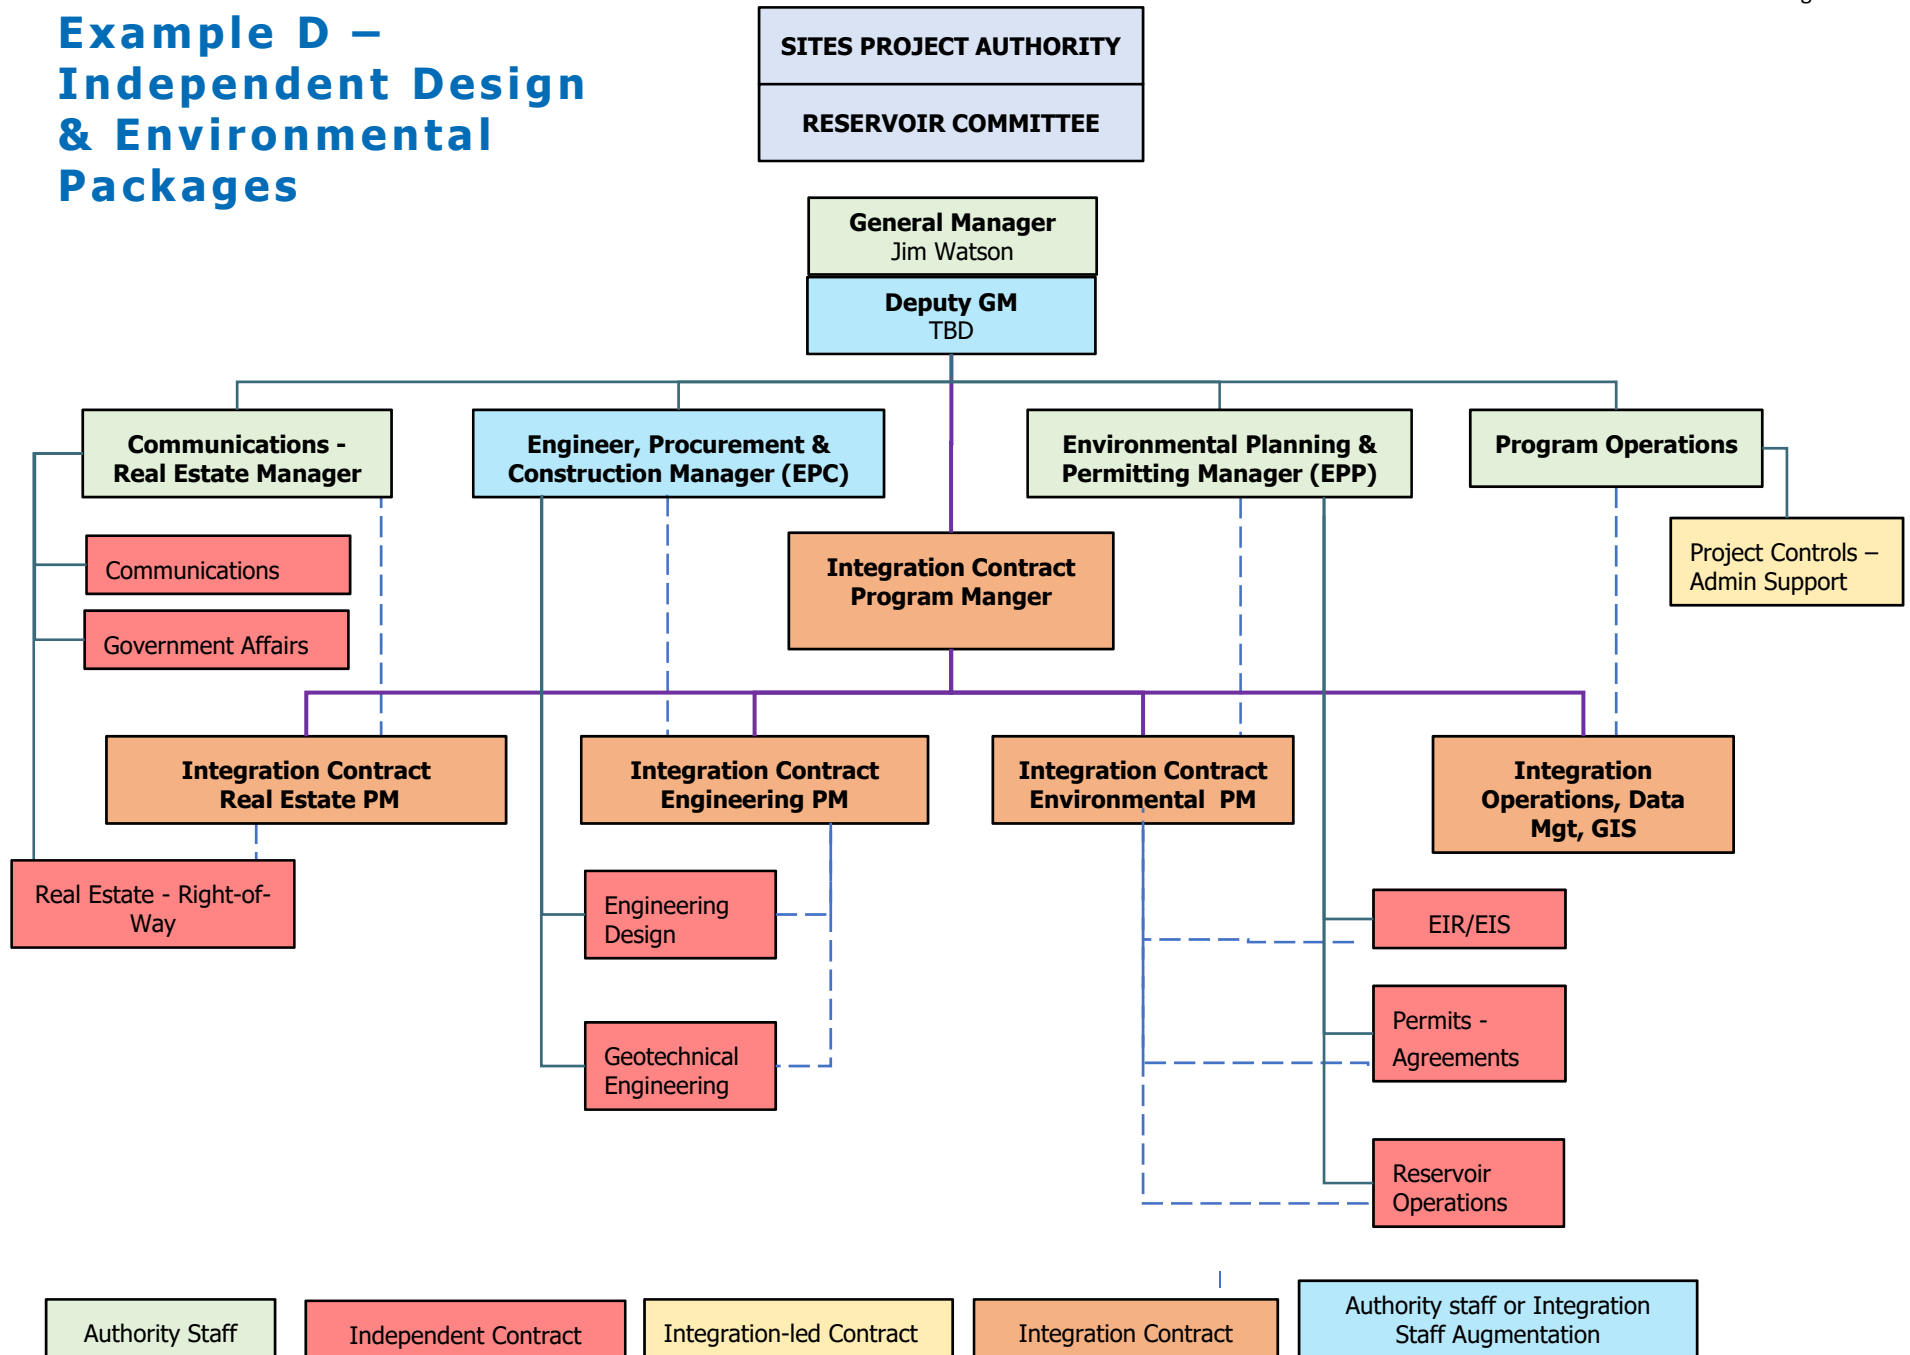 Example D –
Independent Design
& Environmental
Packages
SITES PROJECT AUTHORITY
RESERVOIR COMMITTEE
General Manager
Jim Watson
Deputy GM
TBD
Communications -
Real Estate Manager
Engineer, Procurement &
Construction Manager (EPC)
Environmental Planning &
Permitting Manager (EPP)
Program Operations
Communications
Government Affairs
Integration Contract
Program Manger
Project Controls –
Admin Support
Integration Contract
Real Estate PM
Integration Contract
Engineering PM
Integration Contract
Environmental PM
Integration
Operations, Data
Mgt, GIS
Real Estate - Right-of-
Way
Engineering
Design
EIR/EIS
Geotechnical
Engineering
Permits -
Agreements
Reservoir
Operations
Authority Staff
Independent Contract
Integration-led Contract
Integration Contract
Authority staff or Integration
Staff Augmentation